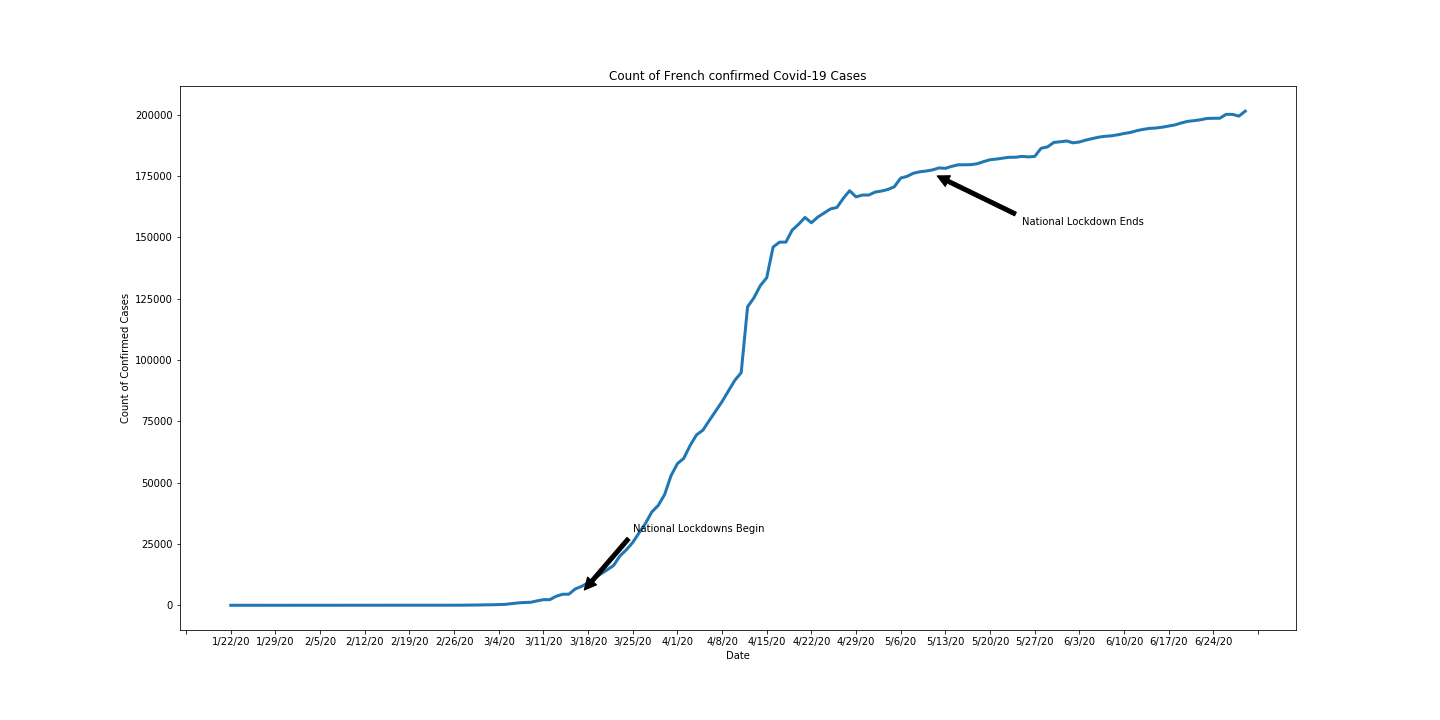 Count of French confirmed Covid-19 Cases
200000
175000
150000
125000
100000
75000
50000
25000
0
Count of Confirmed Cases
National Lockdown Ends
National Lockdowns Begin
1/22/20 1/29/20 2/5/20 2/12/20 2/19/20 2/26/20 3/4/20 3/11/20 3/18/20 3/25/20 4/1/20 4/8/20 4/15/20 4/22/20 4/29/20 5/6/20 5/13/20 5/20/20 5/27/20 6/3/20 6/10/20 6/17/20 6/24/20
Date